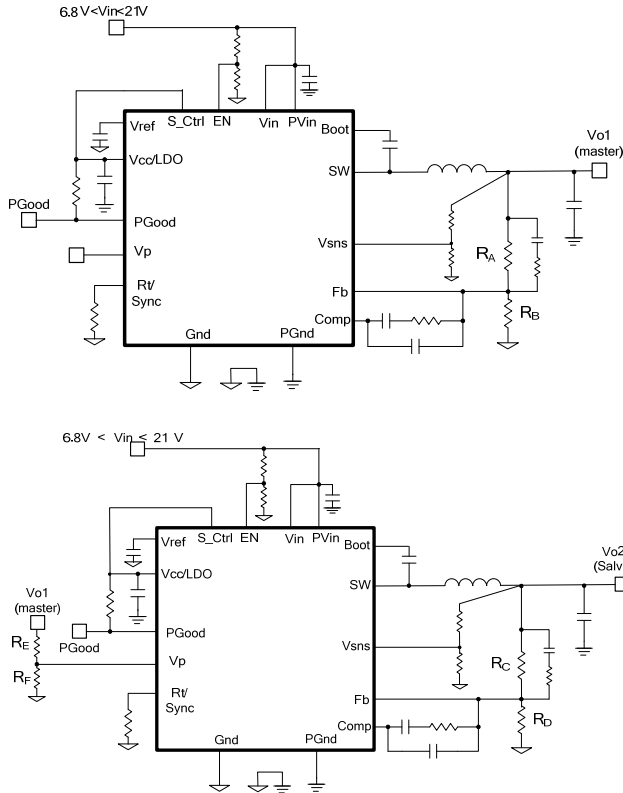 6.8V<Vin<21V
S_Ctrl EN Vin PVin
Vref
Boot
Vcc/LDO
SW
Vo1
(master)
PGood
PGood
Vp
Vsns
RA
Rt/
Sync
Fb
Comp
RB
Gnd
PGnd
6.8V < Vin < 21 V
S_Ctrl EN Vin PVin
Vref
Boot
Vcc/LDO
SW
Vo2
(Salv
Vo1
(master)
RE
PGood
PGood
Vsns
RF
Vp
RC
Rt/
Sync
Fb
Comp
RD
Gnd
PGnd